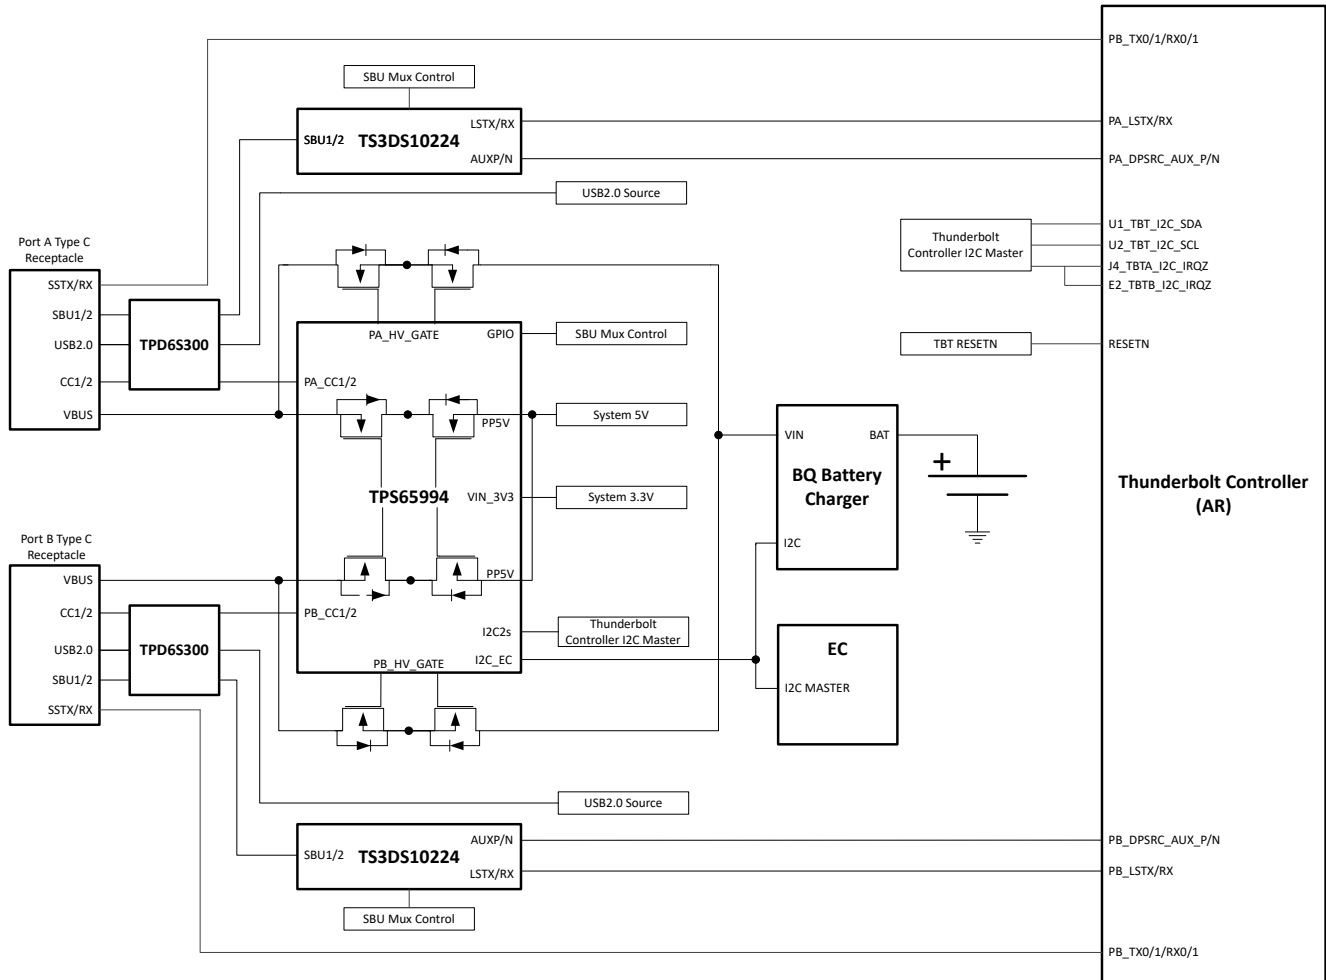 PB_TX0/1/RX0/1
SBU Mux Control
LSTX/RX
SBU1/2
TS3DS10224
AUXP/N
PA_LSTX/RX
PA_DPSRC_AUX_P/N
USB2.0 Source
Thunderbolt
Controller I2C Master
U1_TBT_I2C_SDA
U2_TBT_I2C_SCL
J4_TBTA_I2C_IRQZ
E2_TBTB_I2C_IRQZ
Port A Type C
Receptacle
SSTX/RX
SBU1/2
USB2.0
CC1/2
VBUS
TPD6S300
PA_HV_GATE
GPIO
SBU Mux Control
TBT RESETN
RESETN
PA_CC1/2
PP5V
System 5V
TPS65994
VIN_3V3
System 3.3V
VIN
BAT
BQ Battery
Charger
I2C
+
Thunderbolt Controller
(AR)
Port B Type C
Receptacle
VBUS
CC1/2
USB2.0
SBU1/2
SSTX/RX
TPD6S300
PP5V
PB_CC1/2
I2C2s
Thunderbolt
Controller I2C Master
PB_HV_GATE
I2C_EC
EC
I2C MASTER
USB2.0 Source
AUXP/N
SBU1/2
TS3DS10224
LSTX/RX
SBU Mux Control
PB_DPSRC_AUX_P/N
PB_LSTX/RX
PB_TX0/1/RX0/1